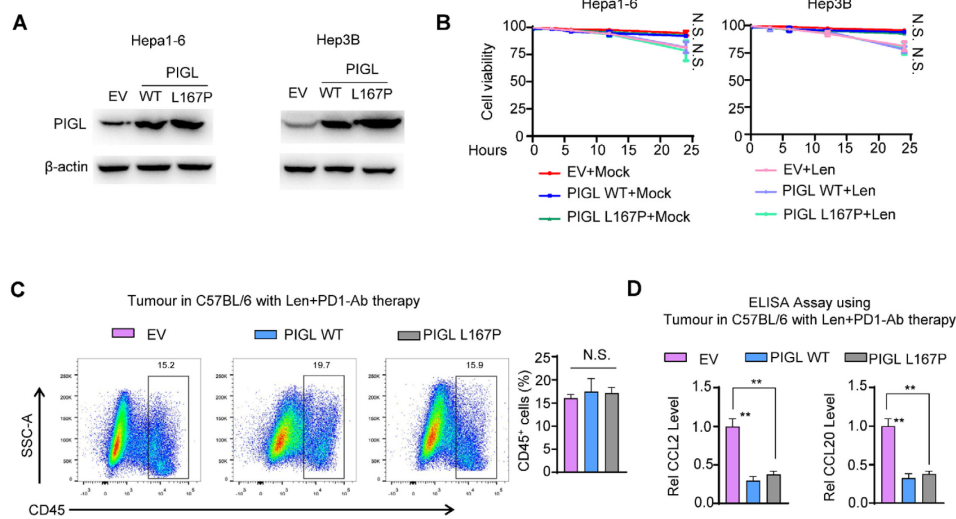 A
Hepa1-6
Hep3B
PIGL
PIGL
EV WT L167P
EV WT L167P
PIGL
β-actin
B
Hepa1-6
Hep3B
Cell viability
100
75
50
25
0
0 5 10 15 20 25
N.S. N.S.
100
75
50
25
0
0 5 10 15 20 25
N.S. N.S.
Hours
EV+Mock
PIGL WT+Mock
PIGL L167P+Mock
EV+Len
PIGL WT+Len
PIGL L167P+Len
C
Tumour in C57BL/6 with Len+PD1-Ab therapy
EV PIGL WT PIGL L167P
15.2
19.7
15.9
SSC-A
250K
200K
150K
100K
50K
0
CD45
CD45⁺ cells (%)
25
20
15
10
5
0
N.S.
D
ELISA Assay using
Tumour in C57BL/6 with Len+PD1-Ab therapy
EV PIGL WT PIGL L167P
Rel CCL2 Level
1.5
1.0
0.5
0.0
**
**
Rel CCL20 Level
1.5
1.0
0.5
0.0
**
**